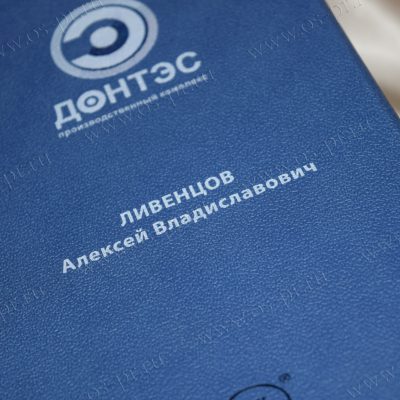 ДОНТЭС
производственный комплекс
ЛИВЕНЦОВ
Алексей Владиславович
®